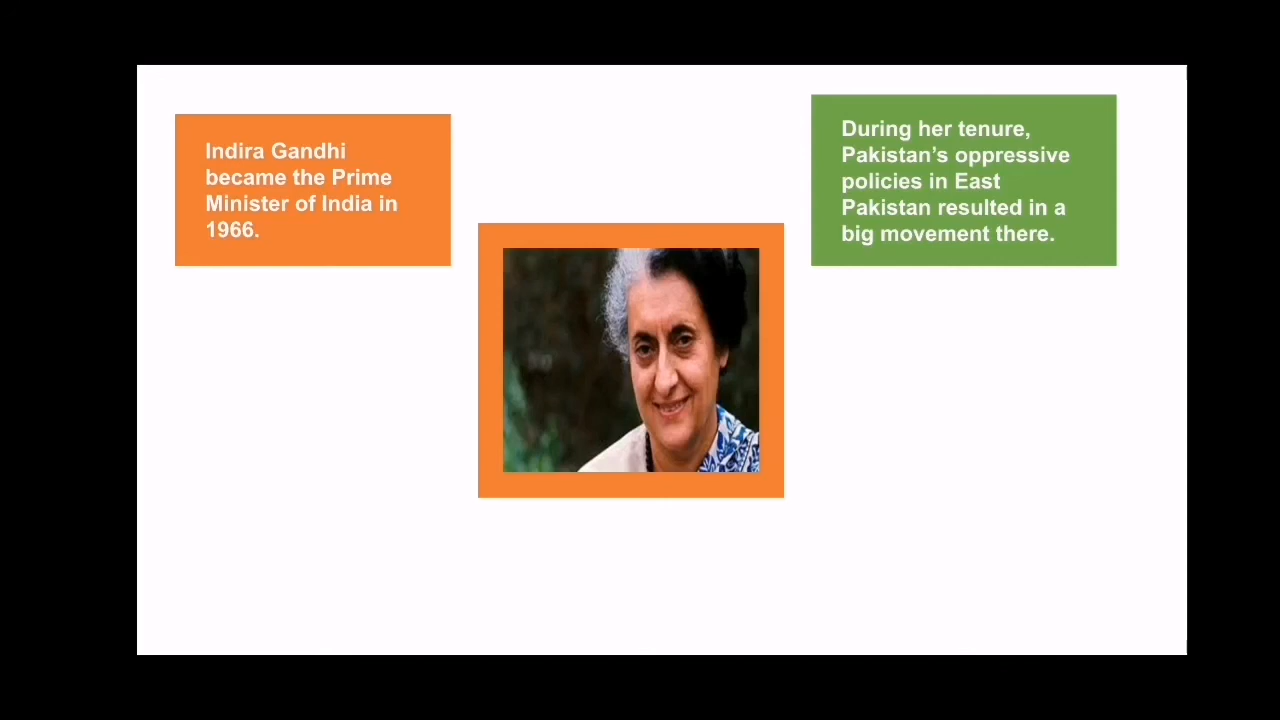 Indira Gandhi
became the Prime
Minister of India in
1966.
During her tenure,
Pakistan’s oppressive
policies in East
Pakistan resulted in a
big movement there.